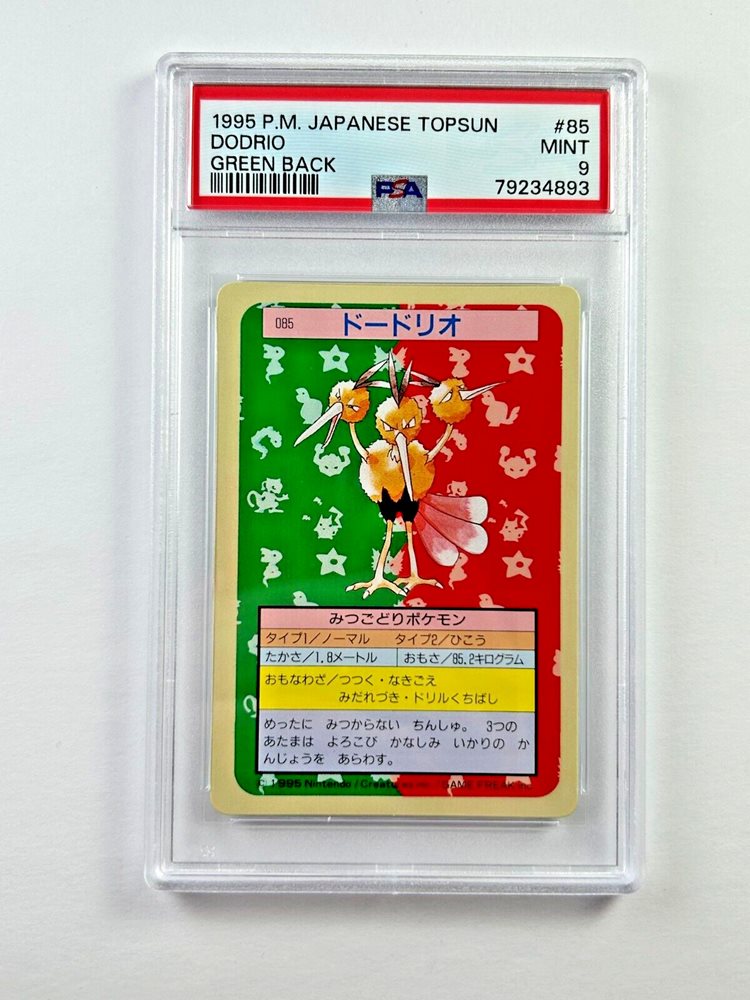 1995 P.M. JAPANESE TOPSUN #85
DODRIO MINT
GREEN BACK 9
PSA 79234893
085 ドードリオ
みつごどりポケモン
タイプ1/ノーマル タイプ2/ひこう
たかさ/1.8メートル おもさ/85.2キログラム
おもなわざ/つつく・なきごえ
みだれづき・ドリルくちばし
めったに みつからない ちんしゅ。 3つの
あたまは よろこび かなしみ いかりの か
んじょうを あらわす。
© 1995 Nintendo/Creatures inc. GAME FREAK inc.